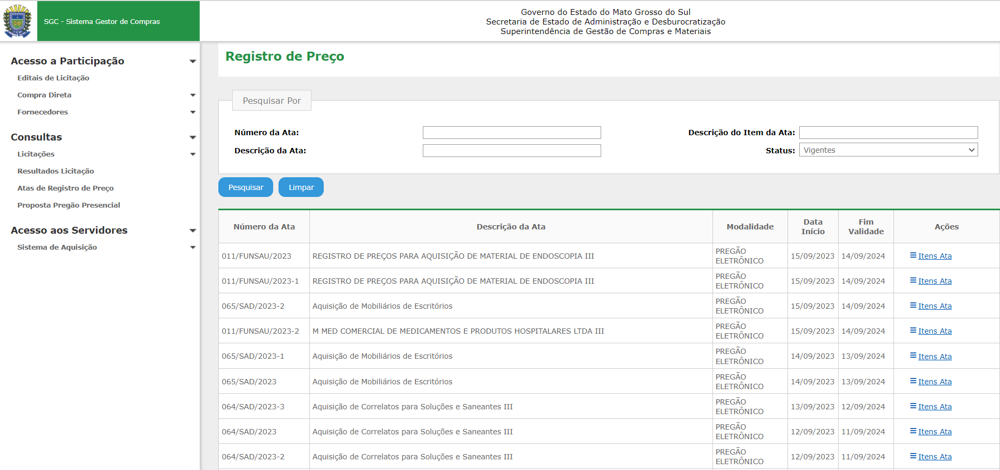 SGC - Sistema Gestor de Compras
Governo do Estado do Mato Grosso do Sul
Secretaria de Estado de Administração e Desburocratização
Superintendência de Gestão de Compras e Materiais
Acesso a Participação
Editais de Licitação
Compra Direta
Fornecedores
Consultas
Licitações
Resultados Licitação
Atas de Registro de Preço
Proposta Pregão Presencial
Acesso aos Servidores
Sistema de Aquisição
Registro de Preço
Pesquisar Por
Número da Ata:
Descrição do Item da Ata:
Descrição da Ata:
Status: Vigentes
Pesquisar Limpar
Número da Ata Descrição da Ata Modalidade Data Início Fim Validade Ações
011/FUNSAU/2023 REGISTRO DE PREÇOS PARA AQUISIÇÃO DE MATERIAL DE ENDOSCOPIA III PREGÃO ELETRÔNICO 15/09/2023 14/09/2024 Itens Ata
011/FUNSAU/2023-1 REGISTRO DE PREÇOS PARA AQUISIÇÃO DE MATERIAL DE ENDOSCOPIA III PREGÃO ELETRÔNICO 15/09/2023 14/09/2024 Itens Ata
065/SAD/2023-2 Aquisição de Mobiliários de Escritórios PREGÃO ELETRÔNICO 15/09/2023 14/09/2024 Itens Ata
011/FUNSAU/2023-2 M MED COMERCIAL DE MEDICAMENTOS E PRODUTOS HOSPITALARES LTDA III PREGÃO ELETRÔNICO 15/09/2023 14/09/2024 Itens Ata
065/SAD/2023-1 Aquisição de Mobiliários de Escritórios PREGÃO ELETRÔNICO 14/09/2023 13/09/2024 Itens Ata
065/SAD/2023 Aquisição de Mobiliários de Escritórios PREGÃO ELETRÔNICO 14/09/2023 13/09/2024 Itens Ata
064/SAD/2023-3 Aquisição de Correlatos para Soluções e Saneantes III PREGÃO ELETRÔNICO 13/09/2023 12/09/2024 Itens Ata
064/SAD/2023 Aquisição de Correlatos para Soluções e Saneantes III PREGÃO ELETRÔNICO 12/09/2023 11/09/2024 Itens Ata
064/SAD/2023-2 Aquisição de Correlatos para Soluções e Saneantes III PREGÃO ELETRÔNICO 12/09/2023 11/09/2024 Itens Ata